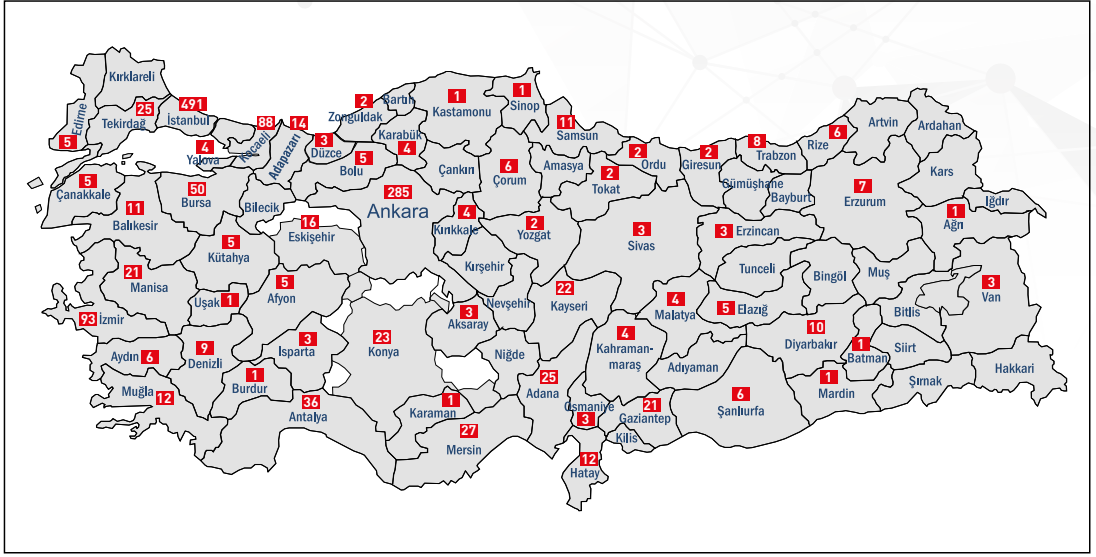 Kırklareli
Edirne
5
25
Tekirdağ
491
İstanbul
4
Yalova
88
Kocaeli
14
Adapazarı
3
Düzce
2
Zonguldak
Bartın
Karabük
4
5
Bolu
1
Kastamonu
1
Sinop
11
Samsun
Çankırı
6
Çorum
Amasya
2
Tokat
2
Ordu
2
Giresun
8
Trabzon
6
Rize
Artvin
Ardahan
Gümüşhane
Bayburt
7
Erzurum
Kars
1
Ağrı
Iğdır
5
Çanakkale
11
Balıkesir
50
Bursa
Bilecik
16
Eskişehir
285
Ankara
4
Kırıkkale
2
Yozgat
3
Sivas
3
Erzincan
5
Kütahya
21
Manisa
Uşak
1
5
Afyon
Kırşehir
Nevşehir
22
Kayseri
4
Malatya
Tunceli
5
Elazığ
Bingöl
Muş
Bitlis
3
Van
93
İzmir
Aydın
6
9
Denizli
3
Isparta
23
Konya
3
Aksaray
Niğde
4
Kahraman-
maraş
Adıyaman
10
Diyarbakır
1
Batman
Siirt
Şırnak
Hakkari
Muğla
12
1
Burdur
36
Antalya
1
Karaman
27
Mersin
25
Adana
Osmaniye
3
21
Gaziantep
Kilis
12
Hatay
6
Şanlıurfa
1
Mardin